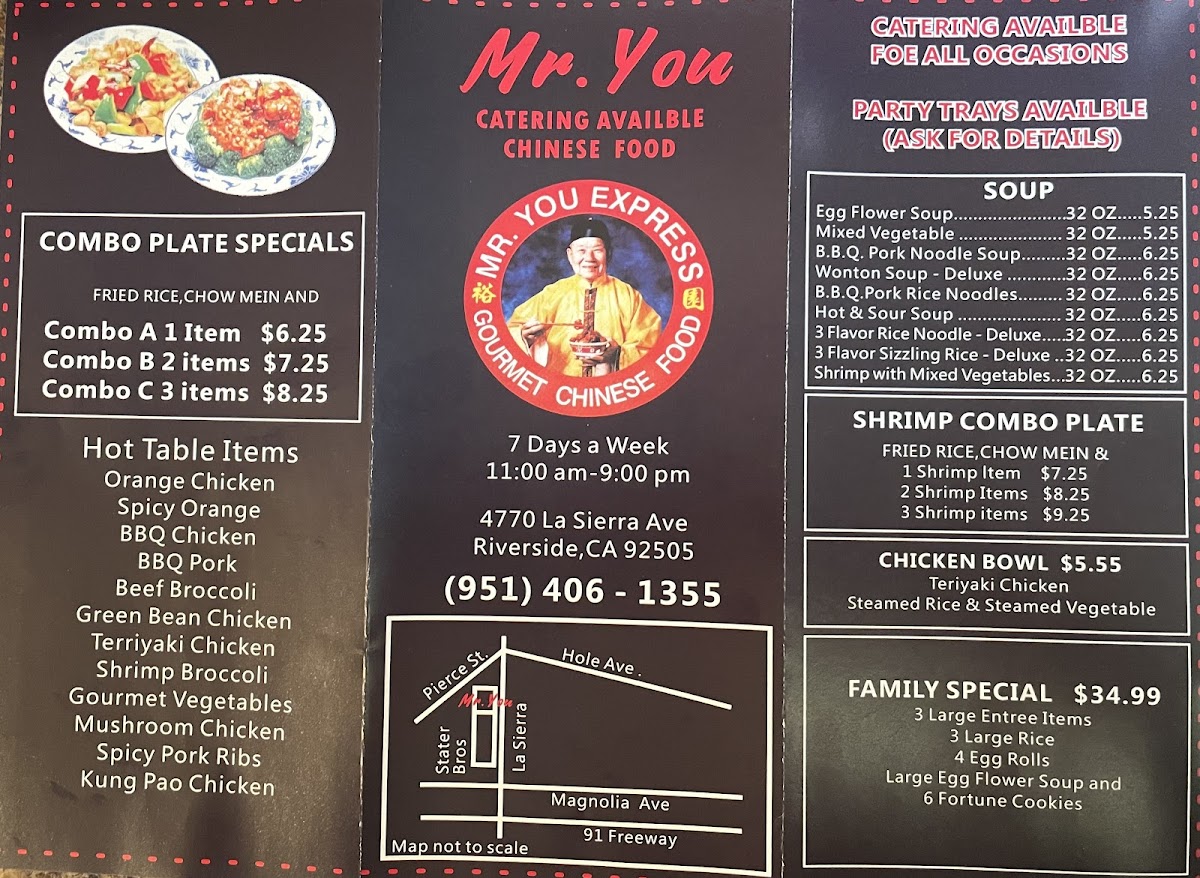 COMBO PLATE SPECIALS
FRIED RICE,CHOW MEIN AND
Combo A 1 Item $6.25
Combo B 2 items $7.25
Combo C 3 items $8.25
Hot Table Items
Orange Chicken
Spicy Orange
BBQ Chicken
BBQ Pork
Beef Broccoli
Green Bean Chicken
Terriyaki Chicken
Shrimp Broccoli
Gourmet Vegetables
Mushroom Chicken
Spicy Pork Ribs
Kung Pao Chicken
Mr. You
CATERING AVAILBLE
CHINESE FOOD
MR. YOU EXPRESS
裕 園
GOURMET CHINESE FOOD
7 Days a Week
11:00 am-9:00 pm
4770 La Sierra Ave
Riverside,CA 92505
(951) 406 - 1355
Pierce St.
Hole Ave .
Mr. You
Stater
Bros
La Sierra
Magnolia Ave
91 Freeway
Map not to scale
CATERING AVAILBLE
FOE ALL OCCASIONS
PARTY TRAYS AVAILBLE
(ASK FOR DETAILS)
SOUP
Egg Flower Soup......................32 OZ.....5.25
Mixed Vegetable ..................... 32 OZ.....5.25
B.B.Q. Pork Noodle Soup......... 32 OZ.....6.25
Wonton Soup - Deluxe ............ 32 OZ.....6.25
B.B.Q.Pork Rice Noodles......... 32 OZ.....6.25
Hot & Sour Soup ..................... 32 OZ.....6.25
3 Flavor Rice Noodle - Deluxe.....32 OZ.....6.25
3 Flavor Sizzling Rice - Deluxe ..32 OZ.....6.25
Shrimp with Mixed Vegetables...32 OZ.....6.25
SHRIMP COMBO PLATE
FRIED RICE,CHOW MEIN &
1 Shrimp Item $7.25
2 Shrimp Items $8.25
3 Shrimp items $9.25
CHICKEN BOWL $5.55
Teriyaki Chicken
Steamed Rice & Steamed Vegetable
FAMILY SPECIAL $34.99
3 Large Entree Items
3 Large Rice
4 Egg Rolls
Large Egg Flower Soup and
6 Fortune Cookies